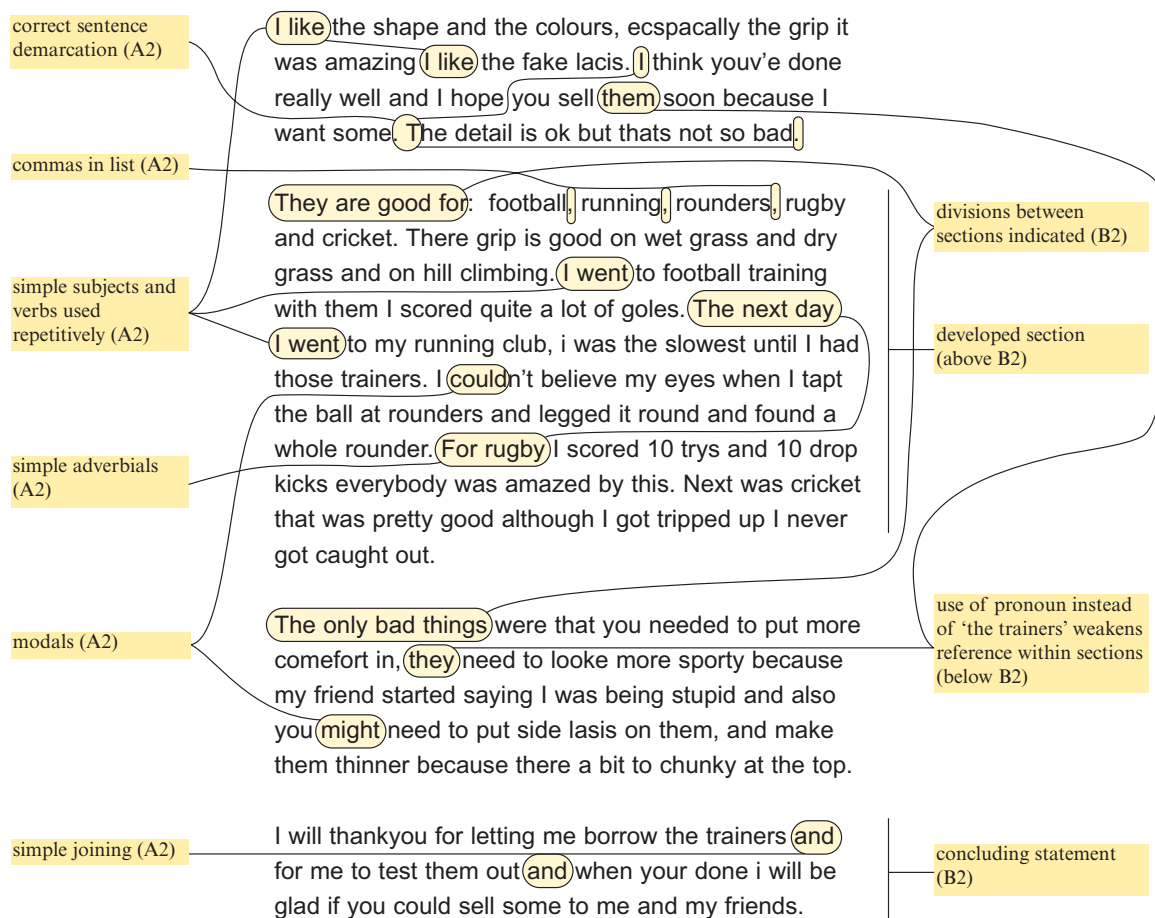 correct sentence
demarcation (A2)
commas in list (A2)
simple subjects and
verbs used
repetitively (A2)
simple adverbials
(A2)
modals (A2)
simple joining (A2)
I like the shape and the colours, ecspacally the grip it
was amazing I like the fake lacis. I think youv'e done
really well and I hope you sell them soon because I
want some. The detail is ok but thats not so bad.
They are good for: football, running, rounders, rugby
and cricket. There grip is good on wet grass and dry
grass and on hill climbing. I went to football training
with them I scored quite a lot of goles. The next day
I went to my running club, i was the slowest until I had
those trainers. I couldn't believe my eyes when I tapt
the ball at rounders and legged it round and found a
whole rounder. For rugby I scored 10 trys and 10 drop
kicks everybody was amazed by this. Next was cricket
that was pretty good although I got tripped up I never
got caught out.
The only bad things were that you needed to put more
comefort in, they need to looke more sporty because
my friend started saying I was being stupid and also
you might need to put side lasis on them, and make
them thinner because there a bit to chunky at the top.
I will thankyou for letting me borrow the trainers and
for me to test them out and when your done i will be
glad if you could sell some to me and my friends.
divisions between
sections indicated (B2)
developed section
(above B2)
use of pronoun instead
of 'the trainers' weakens
reference within sections
(below B2)
concluding statement
(B2)